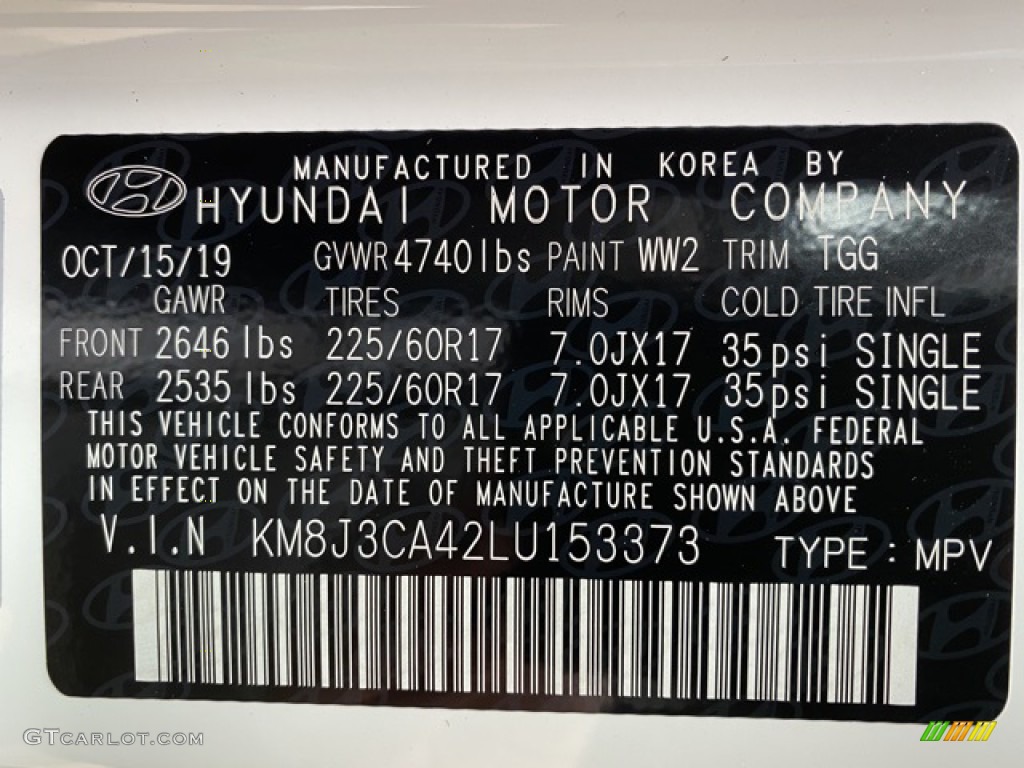 MANUFACTURED IN KOREA BY
HYUNDAI MOTOR COMPANY
OCT/15/19 GVWR 4740 lbs PAINT WW2 TRIM TGG
GAWR TIRES RIMS COLD TIRE INFL
FRONT 2646 lbs 225/60R17 7.0JX17 35psi SINGLE
REAR 2535 lbs 225/60R17 7.0JX17 35psi SINGLE
THIS VEHICLE CONFORMS TO ALL APPLICABLE U.S.A. FEDERAL
MOTOR VEHICLE SAFETY AND THEFT PREVENTION STANDARDS
IN EFFECT ON THE DATE OF MANUFACTURE SHOWN ABOVE
V.I.N KM8J3CA42LU153373 TYPE : MPV
GTCARLOT.COM